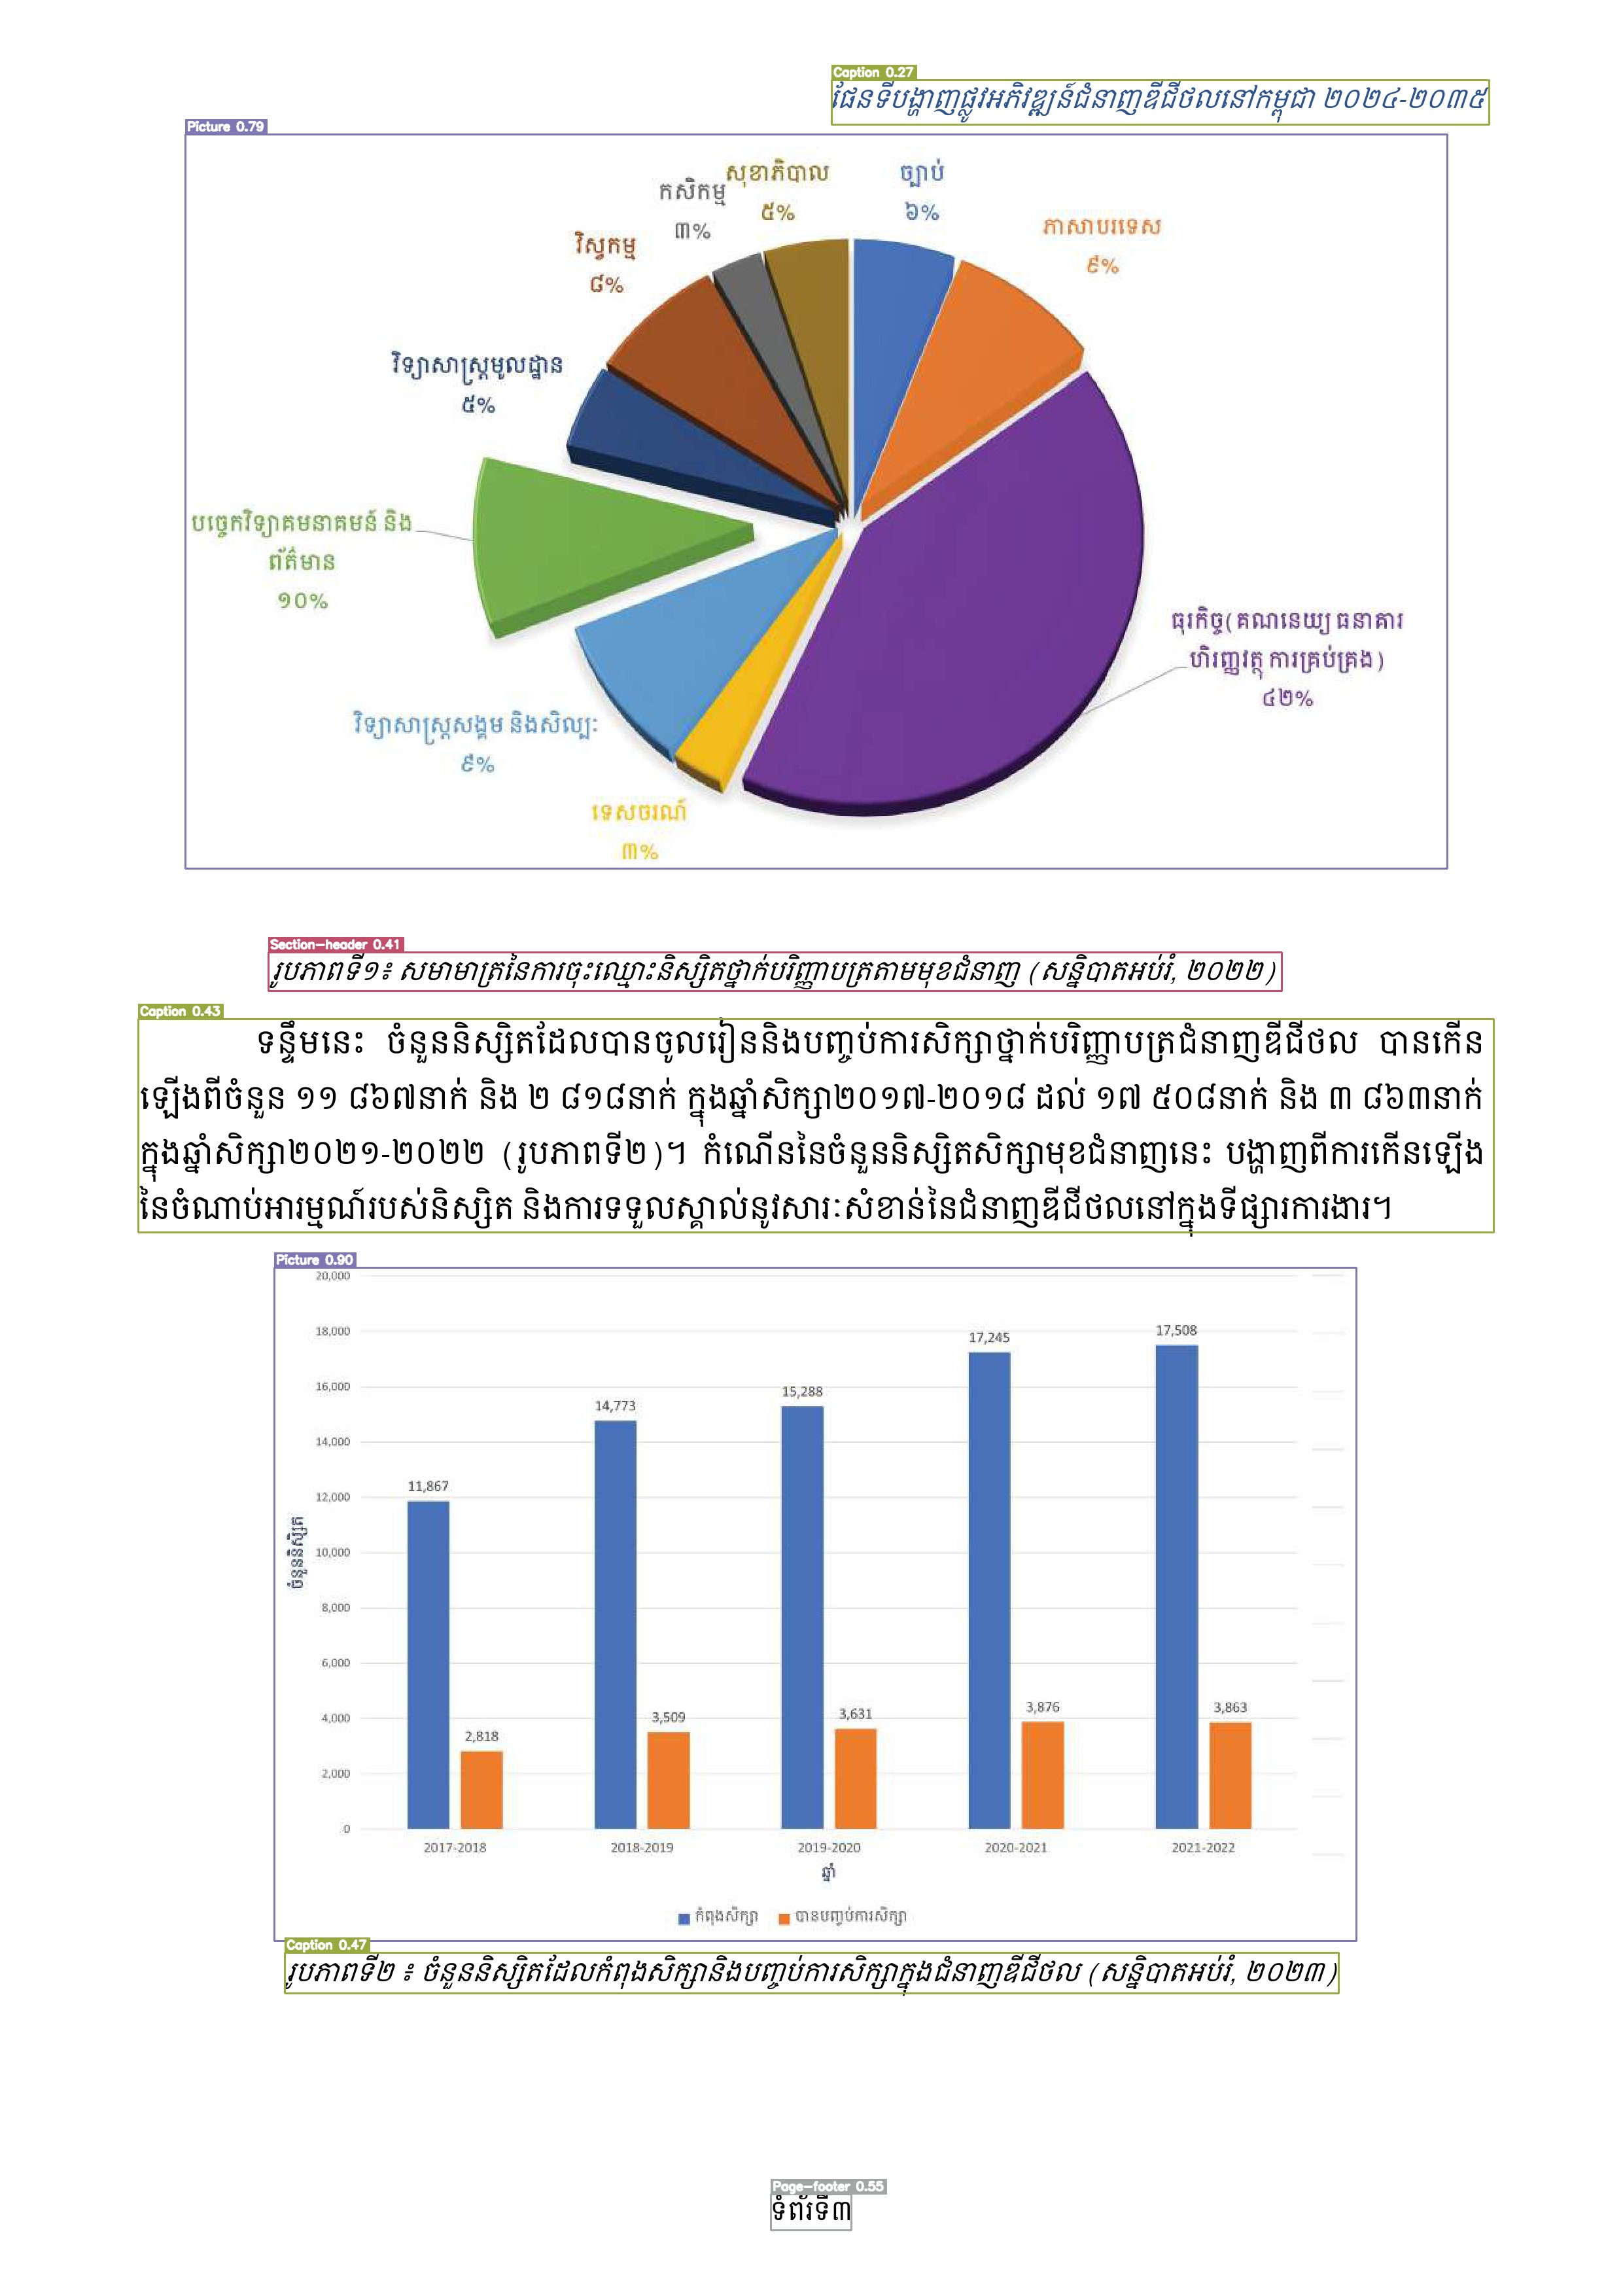 Caption 0.27
ផែនទីបង្ហាញផ្លូវអភិវឌ្ឍន៍ជំនាញឌីជីថលនៅកម្ពុជា ២០២៤-២០៣៥
Picture 0.79
សុខាភិបាល
៥%
ច្បាប់
៦%
កសិកម្ម
៣%
ភាសាបរទេស
៩%
វិស្វកម្ម
៨%
វិទ្យាសាស្ត្រមូលដ្ឋាន
៥%
បច្ចេកវិទ្យាគមនាគមន៍ និង
ព័ត៌មាន
១០%
ធុរកិច្ច(គណនេយ្យ ធនាគារ
ហិរញ្ញវត្ថុ ការគ្រប់គ្រង)
៤២%
វិទ្យាសាស្ត្រសង្គម និងសិល្បៈ
៩%
ទេសចរណ៍
៣%
Section-header 0.41
រូបភាពទី១៖ សមាមាត្រនៃការចុះឈ្មោះនិស្សិតថ្នាក់បរិញ្ញាបត្រតាមមុខជំនាញ (សន្និបាតអប់រំ, ២០២២)
Caption 0.43
ទន្ទឹមនេះ ចំនួននិស្សិតដែលបានចូលរៀននិងបញ្ចប់ការសិក្សាថ្នាក់បរិញ្ញាបត្រជំនាញឌីជីថល បានកើន
ឡើងពីចំនួន ១១ ៨៦៧នាក់ និង ២ ៨១៨នាក់ ក្នុងឆ្នាំសិក្សា២០១៧-២០១៨ ដល់ ១៧ ៥០៨នាក់ និង ៣ ៨៦៣នាក់
ក្នុងឆ្នាំសិក្សា២០២១-២០២២ (រូបភាពទី២)។ កំណើននៃចំនួននិស្សិតសិក្សាមុខជំនាញនេះ បង្ហាញពីការកើនឡើង
នៃចំណាប់អារម្មណ៍របស់និស្សិត និងការទទួលស្គាល់នូវសារៈសំខាន់នៃជំនាញឌីជីថលនៅក្នុងទីផ្សារការងារ។
Picture 0.90
20,000
18,000
16,000
14,000
12,000
10,000
8,000
6,000
4,000
2,000
0
ចំនួននិស្សិត
11,867
2,818
14,773
3,509
15,288
3,631
17,245
3,876
17,508
3,863
2017-2018 2018-2019 2019-2020 2020-2021 2021-2022
ឆ្នាំ
កំពុងសិក្សា បានបញ្ចប់ការសិក្សា
Caption 0.47
រូបភាពទី២ ៖ ចំនួននិស្សិតដែលកំពុងសិក្សានិងបញ្ចប់ការសិក្សាក្នុងជំនាញឌីជីថល (សន្និបាតអប់រំ, ២០២៣)
Page-footer 0.55
ទំព័រទី៣